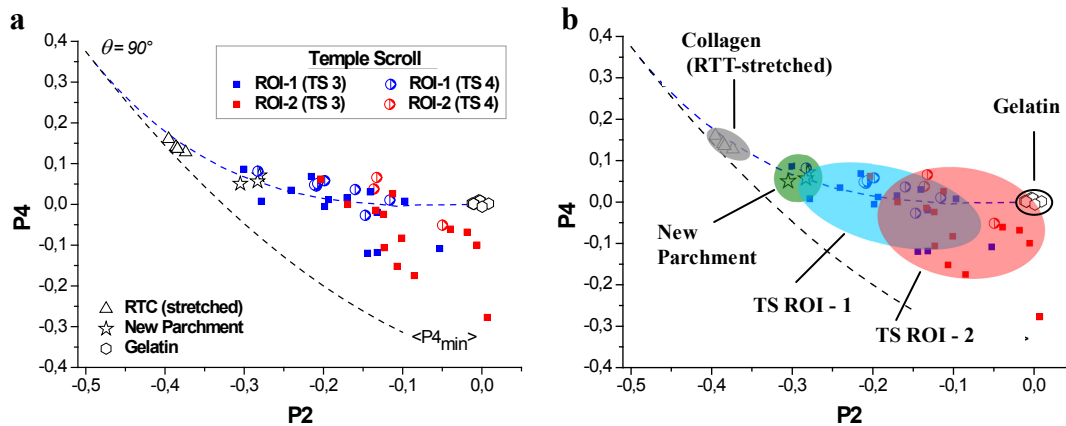 a
θ = 90°
Temple Scroll
ROI-1 (TS 3) ROI-1 (TS 4)
ROI-2 (TS 3) ROI-2 (TS 4)
0,4
0,3
0,2
0,1
0,0
-0,1
-0,2
-0,3
-0,4
P4
RTC (stretched)
New Parchment
Gelatin
<P4min>
-0,5 -0,4 -0,3 -0,2 -0,1 0,0
P2
b
Collagen
(RTT-stretched)
Gelatin
New
Parchment
TS ROI - 1
TS ROI - 2
0,4
0,3
0,2
0,1
0,0
-0,1
-0,2
-0,3
-0,4
P4
-0,5 -0,4 -0,3 -0,2 -0,1 0,0
P2